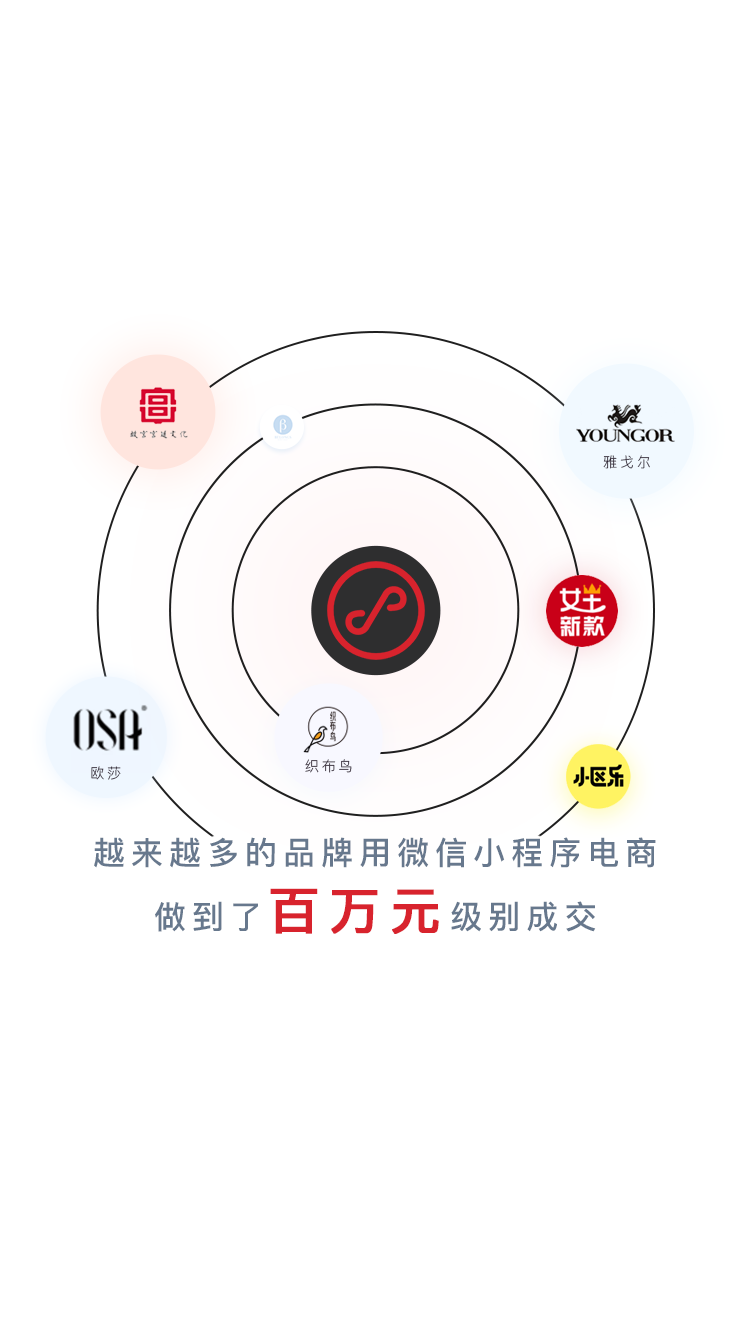 故宫宫廷文化
β
YOUNGOR
雅戈尔
女王
新款
OSA®
欧莎
织布鸟
织布鸟
小区乐
越来越多的品牌用微信小程序电商
做到了百万元级别成交